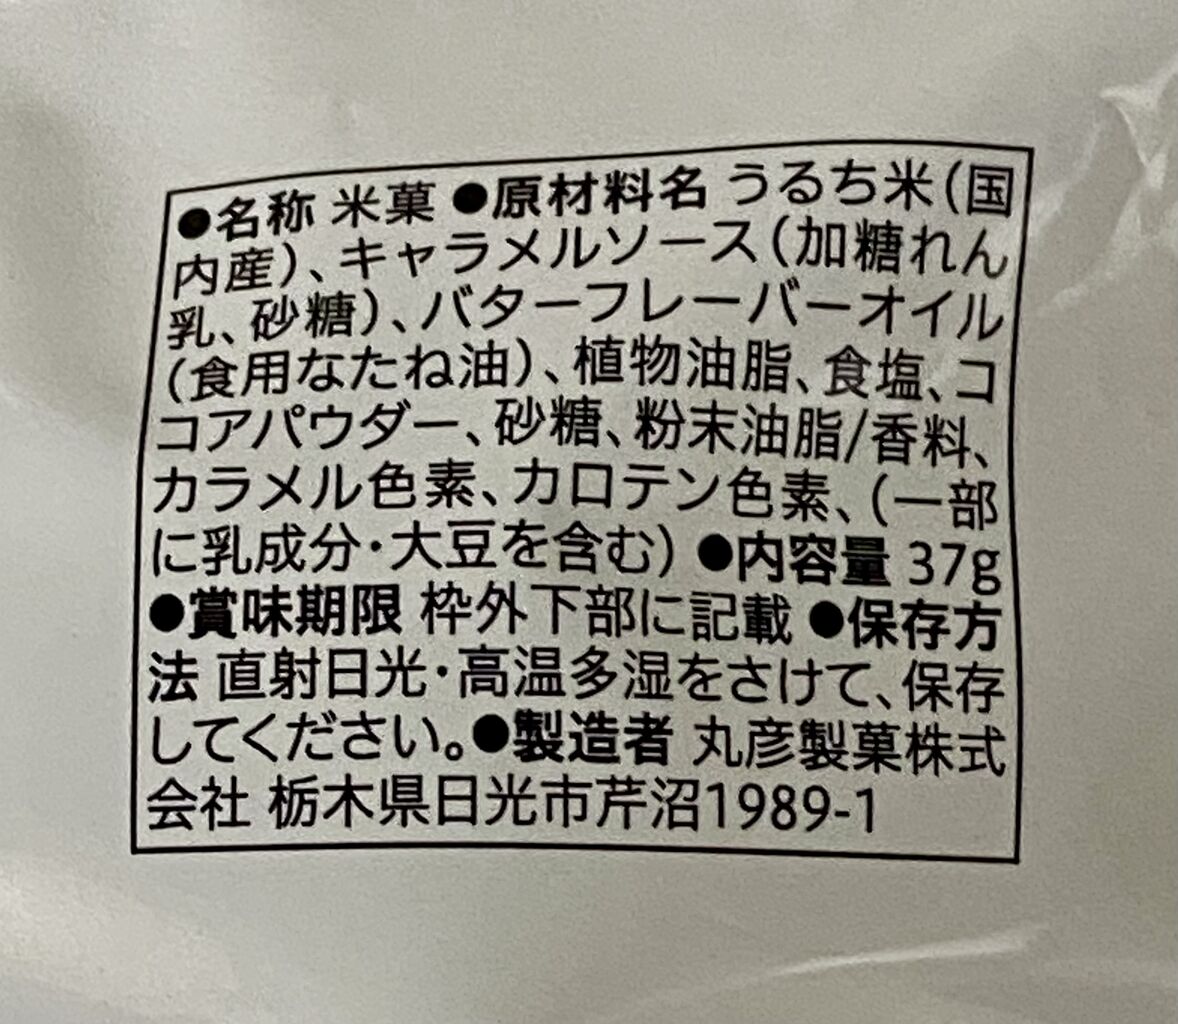 ●名称 米菓 ●原材料名 うるち米(国
内産)、キャラメルソース(加糖れん
乳、砂糖)、バターフレーバーオイル
(食用なたね油)、植物油脂、食塩、コ
コアパウダー、砂糖、粉末油脂/香料、
カラメル色素、カロテン色素、(一部
に乳成分・大豆を含む) ●内容量 37g
●賞味期限 枠外下部に記載 ●保存方
法 直射日光・高温多湿をさけて、保存
してください。●製造者 丸彦製菓株式
会社 栃木県日光市芹沼1989-1